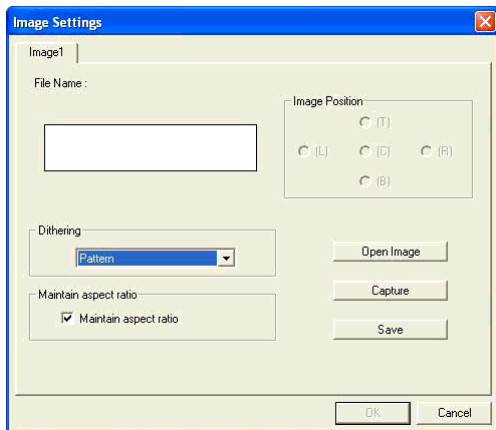 Image Settings
Image1
File Name :
Image Position
(T)
(L) (C) (R)
(B)
Dithering
Pattern
Open Image
Maintain aspect ratio
Capture
Maintain aspect ratio
Save
OK Cancel